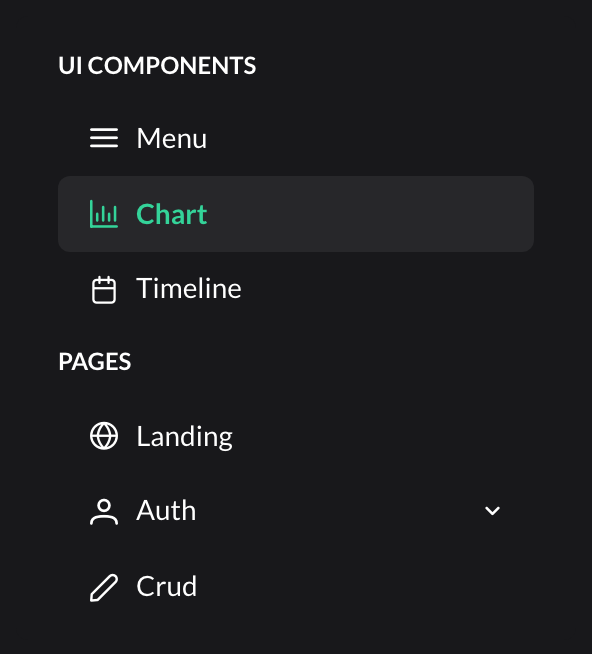 UI COMPONENTS
Menu
Chart
Timeline
PAGES
Landing
Auth
Crud